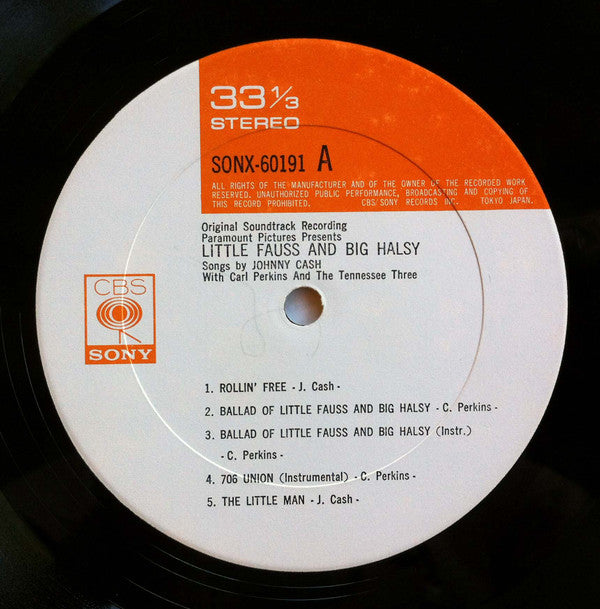 33 1/3
STEREO
SONX-60191 A
ALL RIGHTS OF THE MANUFACTURER AND OF THE OWNER OF THE RECORDED WORK
RESERVED. UNAUTHORIZED PUBLIC PERFORMANCE, BROADCASTING AND COPYING OF
THIS RECORD PROHIBITED. CBS/SONY RECORDS INC. TOKYO JAPAN.
Original Soundtrack Recording
Paramount Pictures Presents
LITTLE FAUSS AND BIG HALSY
Songs by JOHNNY CASH
With Carl Perkins And The Tennessee Three
CBS
SONY
1. ROLLIN' FREE - J. Cash -
2. BALLAD OF LITTLE FAUSS AND BIG HALSY - C. Perkins -
3. BALLAD OF LITTLE FAUSS AND BIG HALSY (Instr.)
- C. Perkins -
4. 706 UNION (Instrumental) - C. Perkins -
5. THE LITTLE MAN - J. Cash -